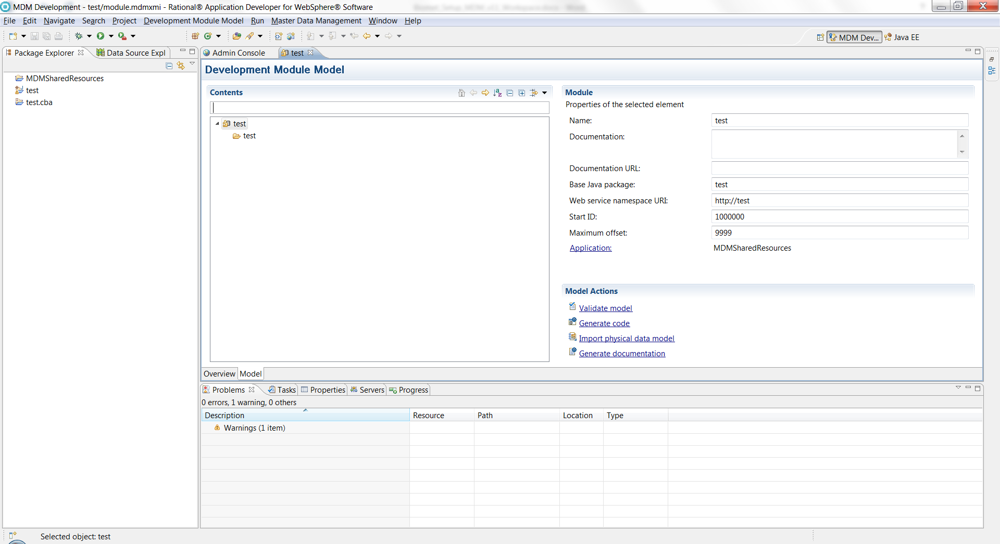 MDM Development - test/module.mdmxmi - Rational® Application Developer for WebSphere® Software
File Edit Navigate Search Project Development Module Model Run Master Data Management Window Help
MDM Dev... Java EE
Package Explorer Data Source Expl
MDMSharedResources
test
test.cba
Admin Console test
Development Module Model
Contents
test
test
Module
Properties of the selected element
Name: test
Documentation:
Documentation URL:
Base Java package: test
Web service namespace URI: http://test
Start ID: 1000000
Maximum offset: 9999
Application: MDMSharedResources
Model Actions
Validate model
Generate code
Import physical data model
Generate documentation
Overview Model
Problems Tasks Properties Servers Progress
0 errors, 1 warning, 0 others
Description Resource Path Location Type
Warnings (1 item)
Selected object: test